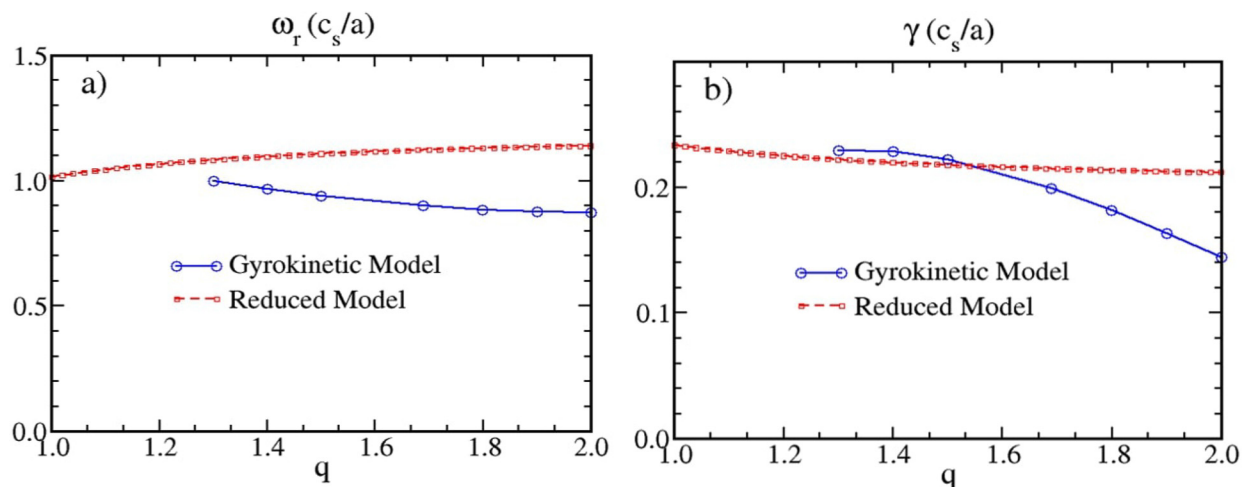 ω_r (c_s/a)
1.5
a)
1.0
0.5
0.0
Gyrokinetic Model
Reduced Model
1.0 1.2 1.4 1.6 1.8 2.0
q
γ (c_s/a)
b)
0.2
0.1
0.0
Gyrokinetic Model
Reduced Model
1.0 1.2 1.4 1.6 1.8 2.0
q